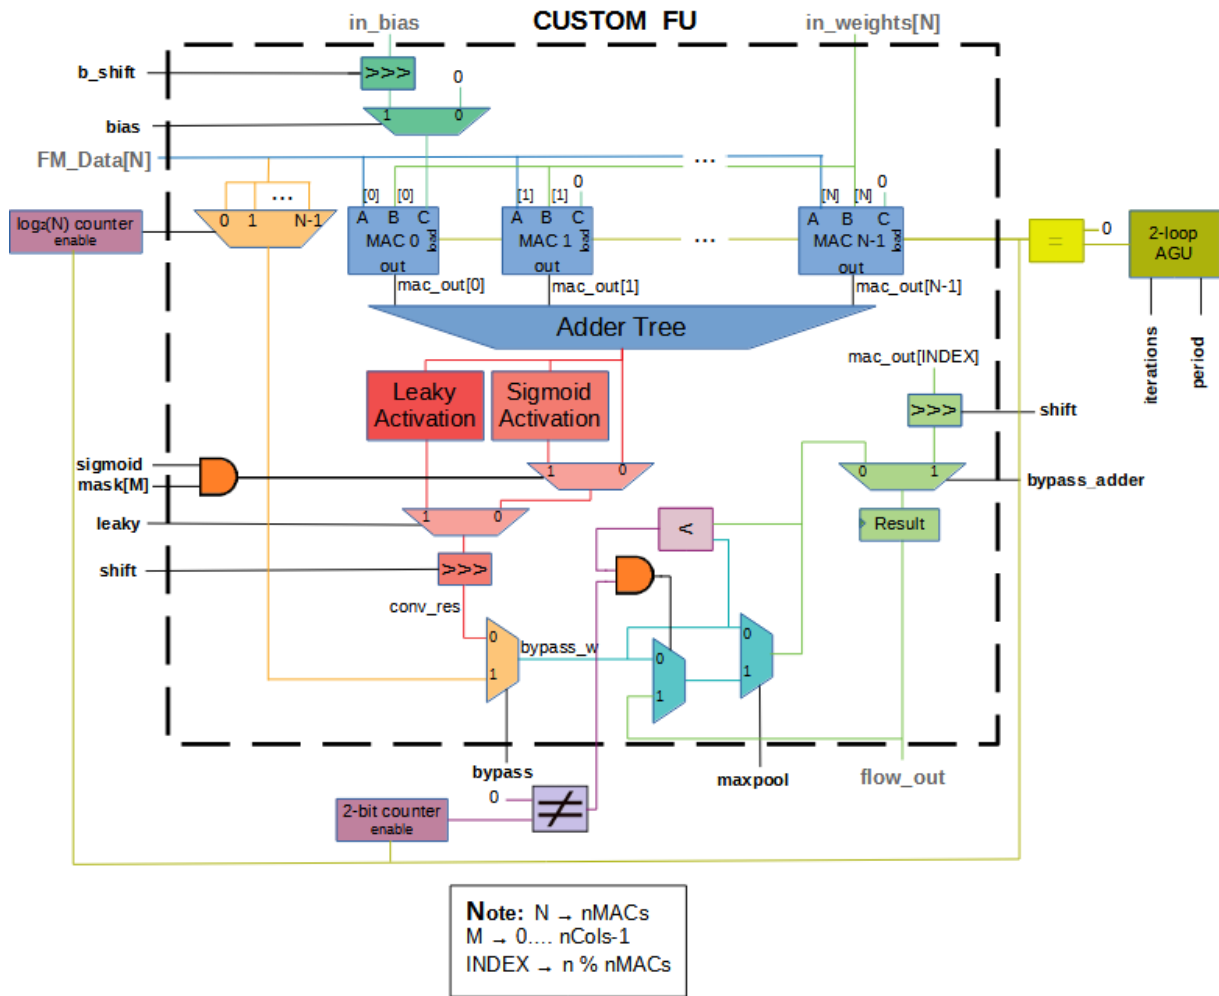 CUSTOM FU
in_bias
in_weights[N]
b_shift
>>>
0
bias
1
0
FM_Data[N]
...
...
0
1
N-1
log₂(N) counter
enable
[0]
[0]
A
B
C
MAC 0
load
out
[1]
[1]
0
A
B
C
MAC 1
load
out
...
[N]
[N]
0
A
B
C
MAC N-1
load
out
=
0
2-loop
AGU
iterations
period
mac_out[0]
mac_out[1]
mac_out[N-1]
Adder Tree
Leaky
Activation
Sigmoid
Activation
mac_out[INDEX]
>>>
shift
sigmoid
mask[M]
1
0
0
1
bypass_adder
leaky
1
0
<
Result
shift
>>>
conv_res
0
1
bypass_w
0
1
0
1
bypass
maxpool
flow_out
0
≠
2-bit counter
enable
Note: N → nMACs
M → 0.... nCols-1
INDEX → n % nMACs